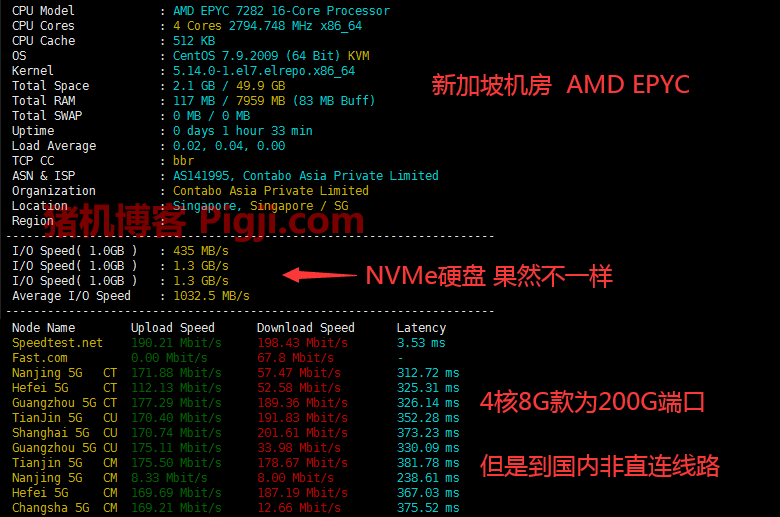 CPU Model : AMD EPYC 7282 16-Core Processor
CPU Cores : 4 Cores 2794.748 MHz x86_64
CPU Cache : 512 KB
OS : CentOS 7.9.2009 (64 Bit) KVM
Kernel : 5.14.0-1.el7.elrepo.x86_64
Total Space : 2.1 GB / 49.9 GB
新加坡机房 AMD EPYC
Total RAM : 117 MB / 7959 MB (83 MB Buff)
Total SWAP : 0 MB / 0 MB
Uptime : 0 days 1 hour 33 min
Load Average : 0.02, 0.04, 0.00
TCP CC : bbr
ASN & ISP : AS141995, Contabo Asia Private Limited
Organization : Contabo Asia Private Limited
Location : Singapore, Singapore / SG
猪机博客 Pigji.com
Region :
----------------------------------------------------------------------
I/O Speed( 1.0GB ) : 435 MB/s
I/O Speed( 1.0GB ) : 1.3 GB/s
NVMe硬盘 果然不一样
I/O Speed( 1.0GB ) : 1.3 GB/s
Average I/O Speed : 1032.5 MB/s
----------------------------------------------------------------------
Node Name Upload Speed Download Speed Latency
Speedtest.net 190.21 Mbit/s 198.43 Mbit/s 3.53 ms
Fast.com 0.00 Mbit/s 67.8 Mbit/s -
Nanjing 5G CT 171.88 Mbit/s 57.47 Mbit/s 312.72 ms
Hefei 5G CT 112.13 Mbit/s 52.58 Mbit/s 325.31 ms
Guangzhou 5G CT 177.29 Mbit/s 189.36 Mbit/s 326.14 ms
4核8G款为200G端口
TianJin 5G CU 170.40 Mbit/s 191.83 Mbit/s 352.28 ms
Shanghai 5G CU 170.74 Mbit/s 201.61 Mbit/s 373.23 ms
Guangzhou 5G CU 175.11 Mbit/s 33.98 Mbit/s 330.09 ms
Tianjin 5G CM 175.50 Mbit/s 178.67 Mbit/s 381.78 ms
但是到国内非直连线路
Nanjing 5G CM 8.33 Mbit/s 8.00 Mbit/s 238.61 ms
Hefei 5G CM 169.69 Mbit/s 187.19 Mbit/s 367.03 ms
Changsha 5G CM 169.21 Mbit/s 12.66 Mbit/s 375.52 ms